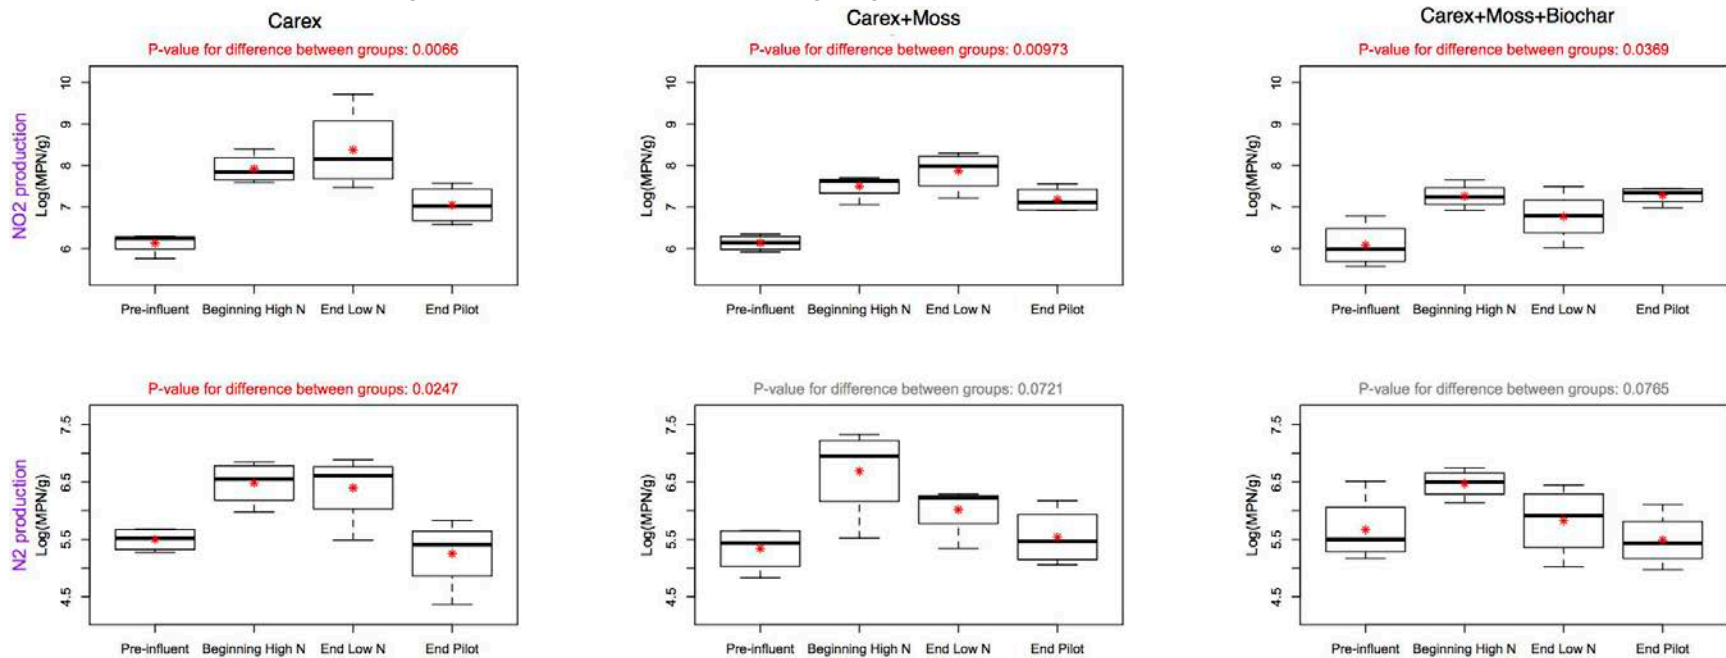 Carex
Carex+Moss
Carex+Moss+Biochar
P-value for difference between groups: 0.0066
P-value for difference between groups: 0.00973
P-value for difference between groups: 0.0369
NO2 production
Log(MPN/g)
10
9
8
7
6
Pre-influent Beginning High N End Low N End Pilot
Log(MPN/g)
10
9
8
7
6
Pre-influent Beginning High N End Low N End Pilot
Log(MPN/g)
10
9
8
7
6
Pre-influent Beginning High N End Low N End Pilot
P-value for difference between groups: 0.0247
P-value for difference between groups: 0.0721
P-value for difference between groups: 0.0765
N2 production
Log(MPN/g)
7.5
6.5
5.5
4.5
Pre-influent Beginning High N End Low N End Pilot
Log(MPN/g)
7.5
6.5
5.5
4.5
Pre-influent Beginning High N End Low N End Pilot
Log(MPN/g)
7.5
6.5
5.5
4.5
Pre-influent Beginning High N End Low N End Pilot